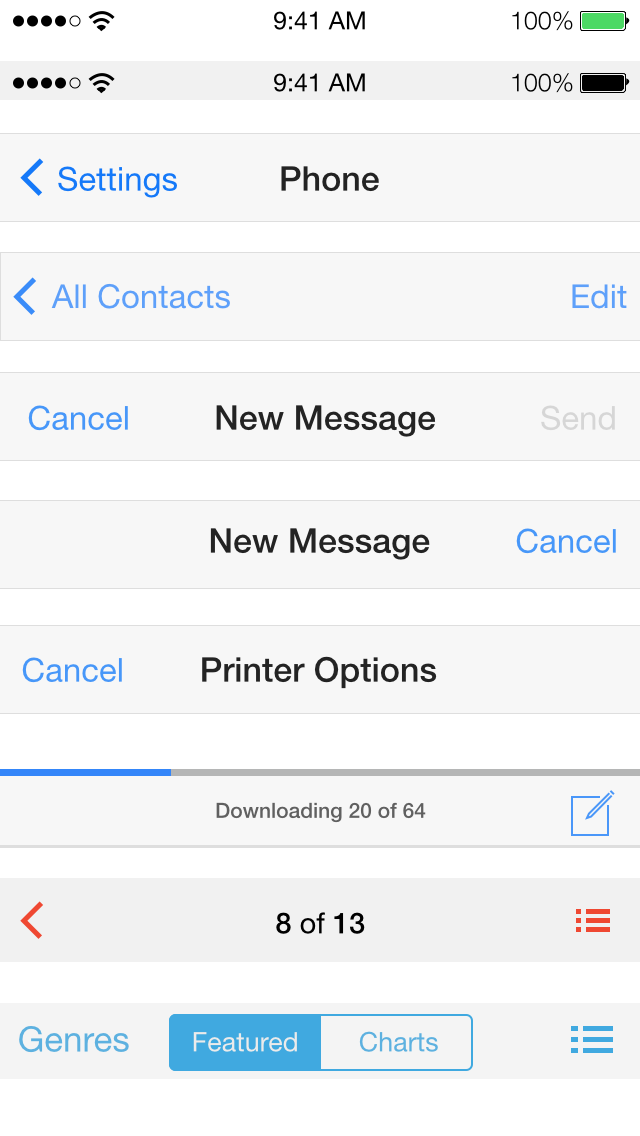 9:41 AM 100%
9:41 AM 100%
Settings Phone
All Contacts Edit
Cancel New Message Send
New Message Cancel
Cancel Printer Options
Downloading 20 of 64
8 of 13
Genres Featured Charts